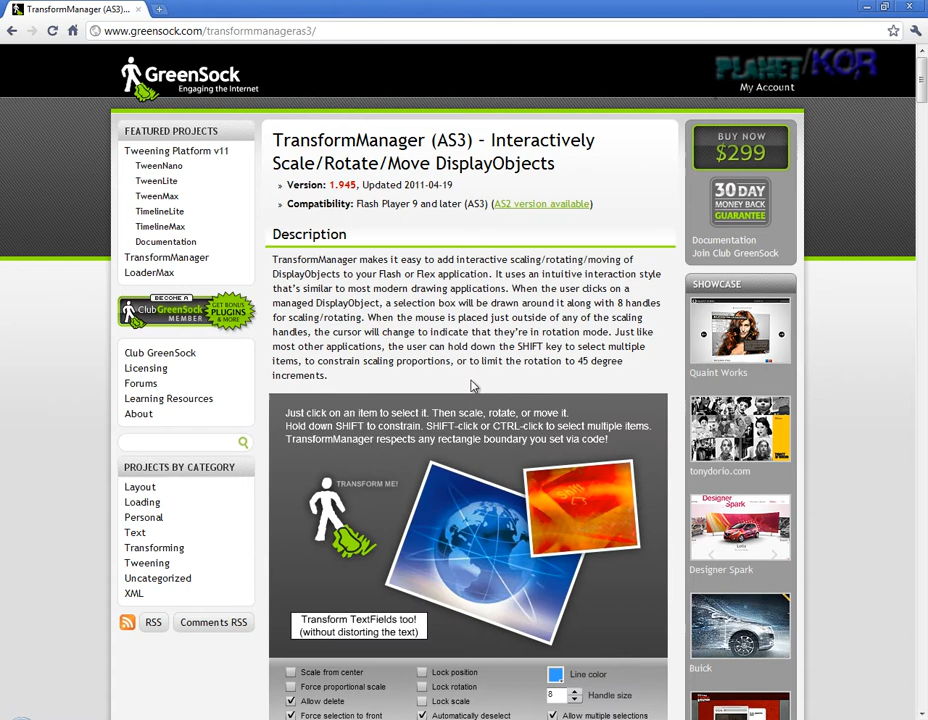 TransformManager (AS3)...
www.greensock.com/transformmanageras3/
GreenSock
Engaging the Internet
PLANET/KOR
My Account
FEATURED PROJECTS
Tweening Platform v11
TweenNano
TweenLite
TweenMax
TimelineLite
TimelineMax
Documentation
TransformManager
LoaderMax
BECOME A
Club GreenSock
MEMBER
GET BONUS
PLUGINS
& MORE
Club GreenSock
Licensing
Forums
Learning Resources
About
PROJECTS BY CATEGORY
Layout
Loading
Personal
Text
Transforming
Tweening
Uncategorized
XML
RSS
Comments RSS
TransformManager (AS3) – Interactively
Scale/Rotate/Move DisplayObjects
» Version: 1.945, Updated 2011-04-19
» Compatibility: Flash Player 9 and later (AS3) (AS2 version available)
Description
TransformManager makes it easy to add interactive scaling/rotating/moving of
DisplayObjects to your Flash or Flex application. It uses an intuitive interaction style
that's similar to most modern drawing applications. When the user clicks on a
managed DisplayObject, a selection box will be drawn around it along with 8 handles
for scaling/rotating. When the mouse is placed just outside of any of the scaling
handles, the cursor will change to indicate that they're in rotation mode. Just like
most other applications, the user can hold down the SHIFT key to select multiple
items, to constrain scaling proportions, or to limit the rotation to 45 degree
increments.
Just click on an item to select it. Then scale, rotate, or move it.
Hold down SHIFT to constrain. SHIFT-click or CTRL-click to select multiple items.
TransformManager respects any rectangle boundary you set via code!
TRANSFORM ME!
Transform TextFields too!
(without distorting the text)
Scale from center
Force proportional scale
Allow delete
Force selection to front
Lock position
Lock rotation
Lock scale
Automatically deselect
Line color
8 Handle size
Allow multiple selections
BUY NOW
$299
30 DAY
MONEY BACK
GUARANTEE
Documentation
Join Club GreenSock
SHOWCASE
Quaint Works
tonydorio.com
Designer
Spark
Designer Spark
Buick